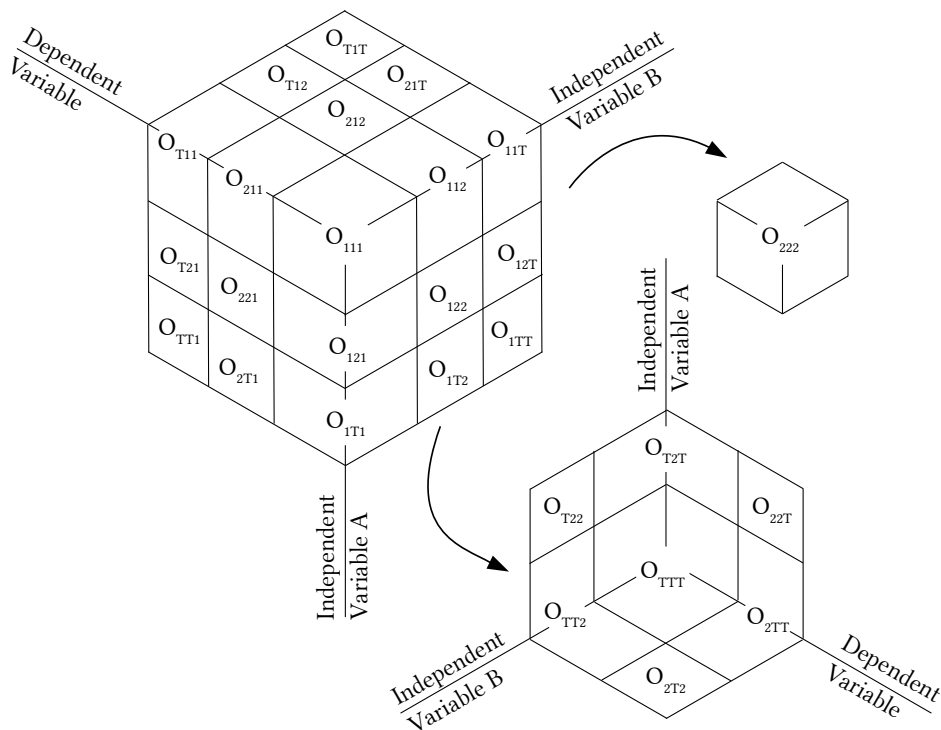 Dependent
Variable
Independent
Variable B
O_T1T
O_T12
O_21T
O_212
O_T11
O_211
O_111
O_112
O_11T
O_T21
O_221
O_121
O_122
O_12T
O_TT1
O_2T1
O_1T1
O_1T2
O_1TT
Independent
Variable A
O_222
Independent
Variable A
O_T2T
O_T22
O_22T
O_TTT
O_TT2
O_2TT
O_2T2
Independent
Variable B
Dependent
Variable